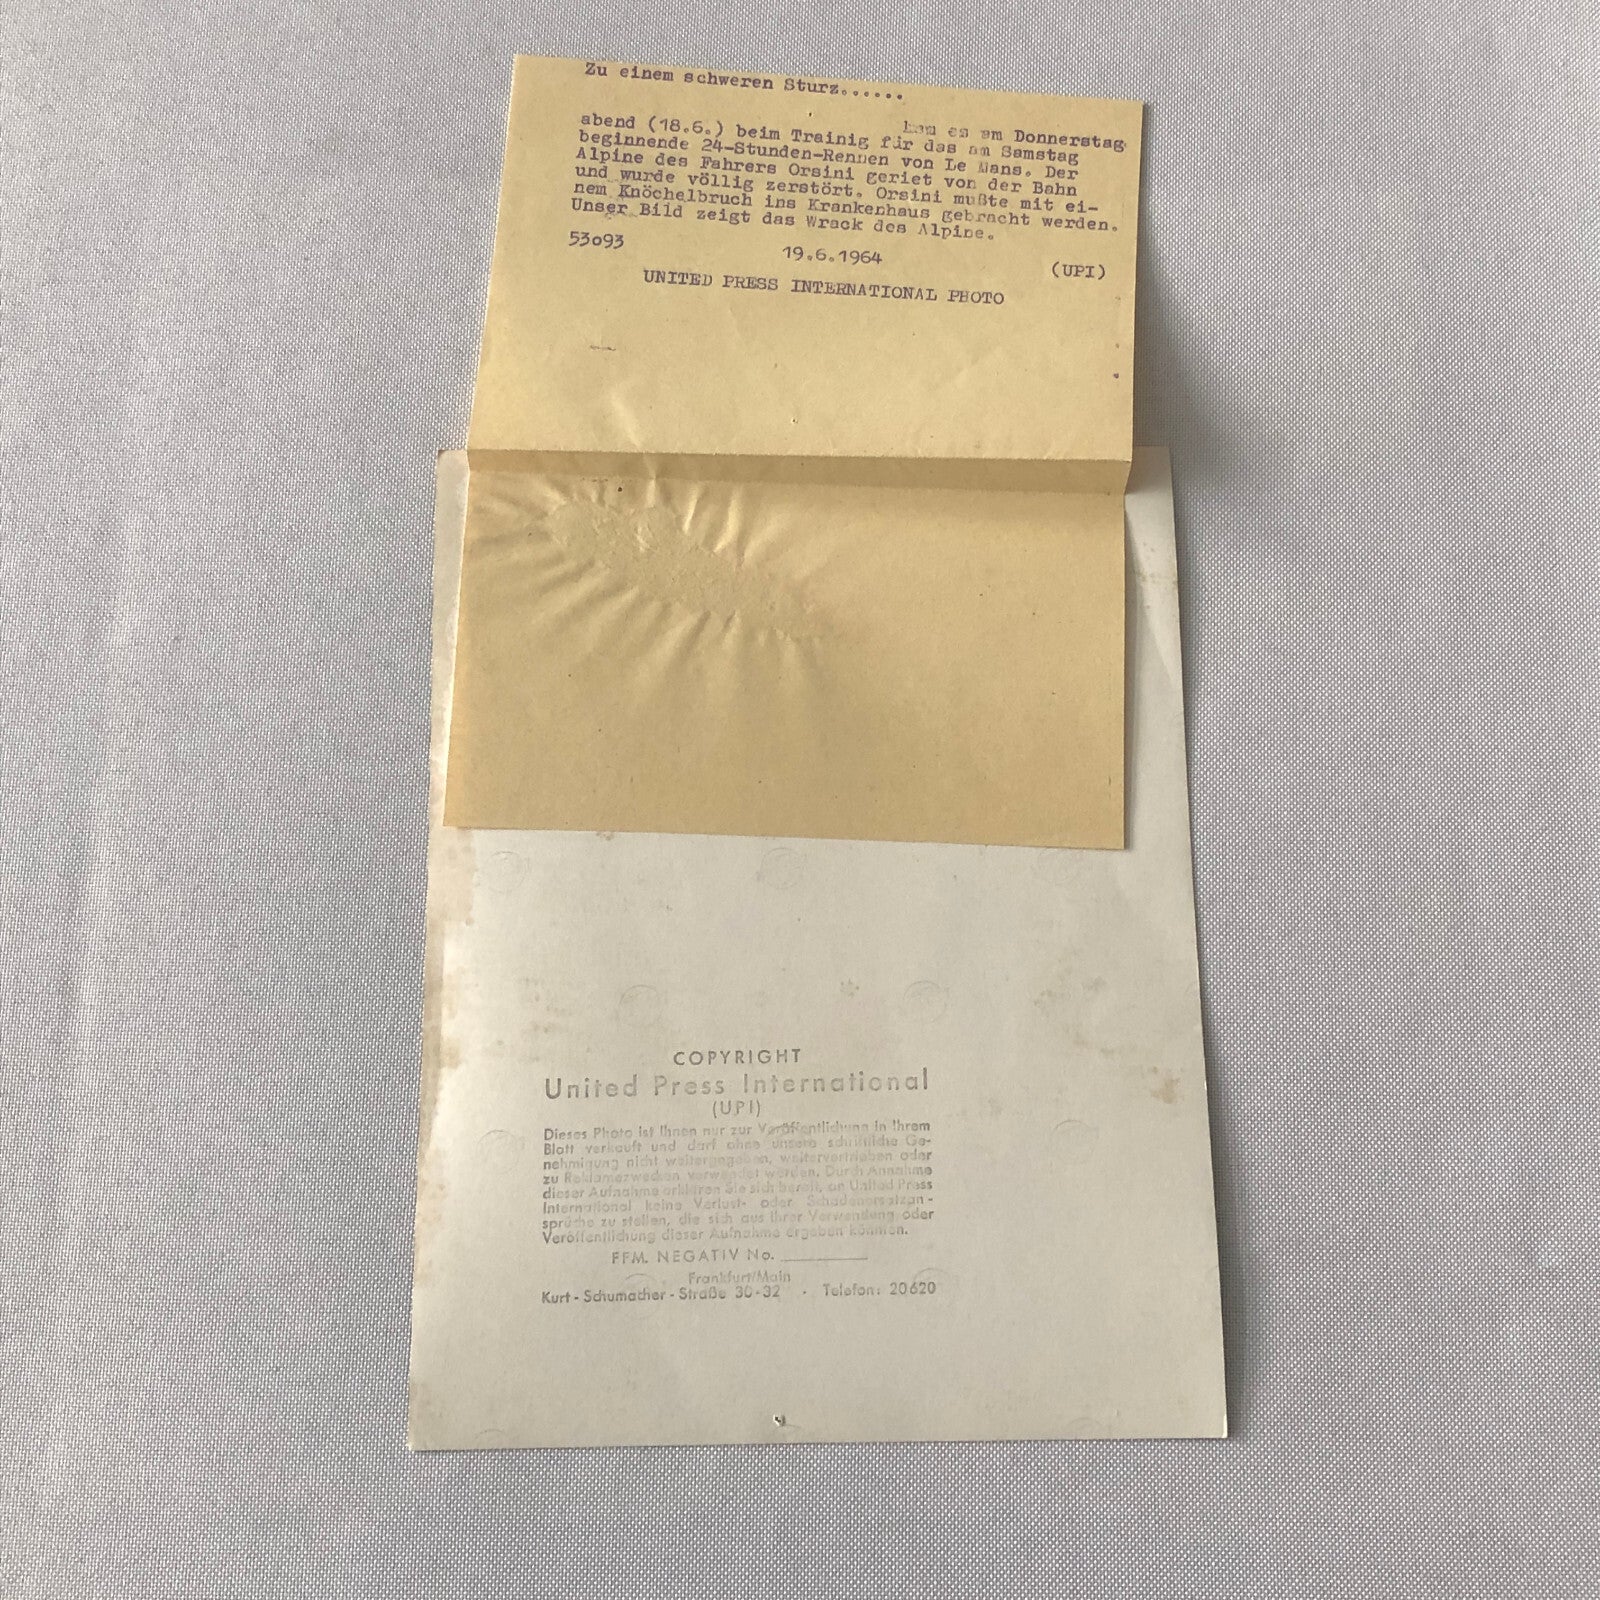 Zu einem schweren Sturz......
kam es am Donnerstag
abend (18.6.) beim Trainig für das am Samstag
beginnende 24-Stunden-Rennen von Le Mans. Der
Alpine des Fahrers Orsini geriet von der Bahn
und wurde völlig zerstört. Orsini mußte mit ei-
nem Knöchelbruch ins Krankenhaus gebracht werden.
Unser Bild zeigt das Wrack des Alpine.
53o93
19.6.1964
(UPI)
UNITED PRESS INTERNATIONAL PHOTO
COPYRIGHT
United Press International
(UPI)
Dieses Photo ist Ihnen nur zur Veröffentlichung in Ihrem
Blatt verkauft und darf ohne unsere schriftliche Ge-
nehmigung nicht weitergegeben, weitervertrieben oder
zu Reklamezwecken verwendet werden. Durch Annahme
dieser Aufnahme erklären Sie sich bereit, an United Press
International keine Verlust- oder Schadenersatzan-
sprüche zu stellen, die sich aus Ihrer Verwendung oder
Veröffentlichung dieser Aufnahme ergeben können.
FFM. NEGATIV No.
Frankfurt/Main
Kurt-Schumacher-Straße 30-32 · Telefon: 20620